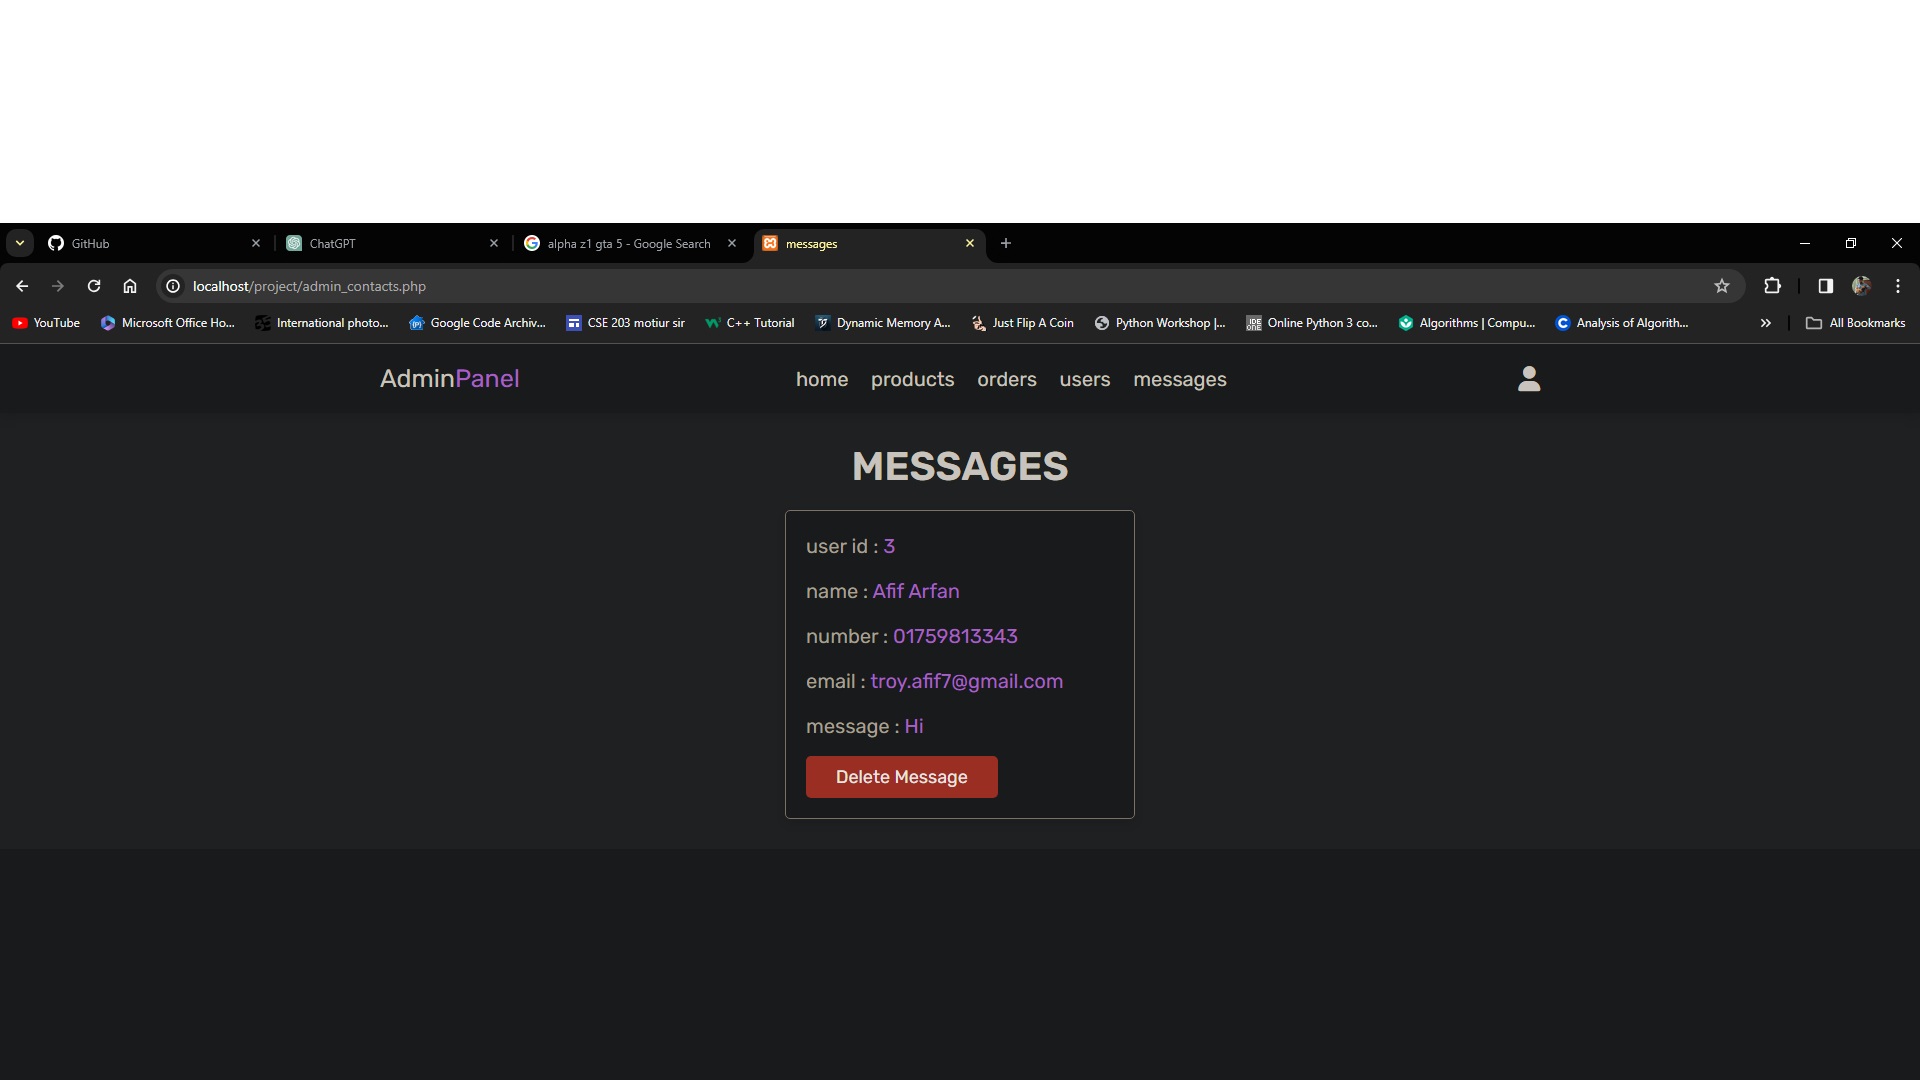 GitHub
ChatGPT
alpha z1 gta 5 - Google Search
messages
localhost/project/admin_contacts.php
YouTube
Microsoft Office Ho...
International photo...
Google Code Archiv...
CSE 203 motiur sir
C++ Tutorial
Dynamic Memory A...
Just Flip A Coin
Python Workshop |...
IDE ONE
Online Python 3 co...
Algorithms | Compu...
Analysis of Algorith...
All Bookmarks
AdminPanel
home products orders users messages
MESSAGES
user id : 3
name : Afif Arfan
number : 01759813343
email : troy.afif7@gmail.com
message : Hi
Delete Message